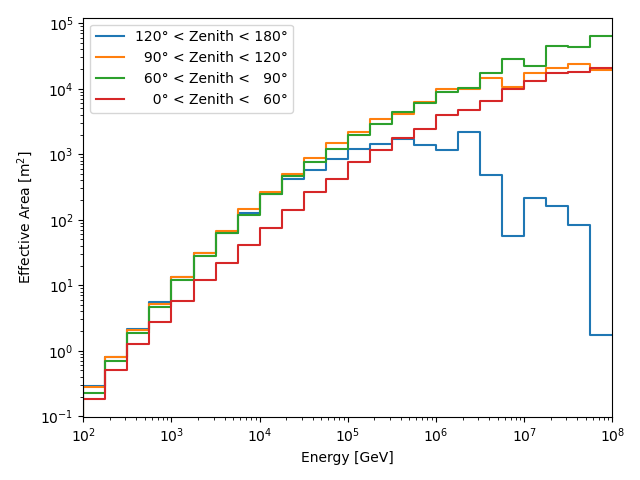 120° < Zenith < 180°
90° < Zenith < 120°
60° < Zenith < 90°
0° < Zenith < 60°
Effective Area [m²]
10⁵
10⁴
10³
10²
10¹
10⁰
10⁻¹
10² 10³ 10⁴ 10⁵ 10⁶ 10⁷ 10⁸
Energy [GeV]